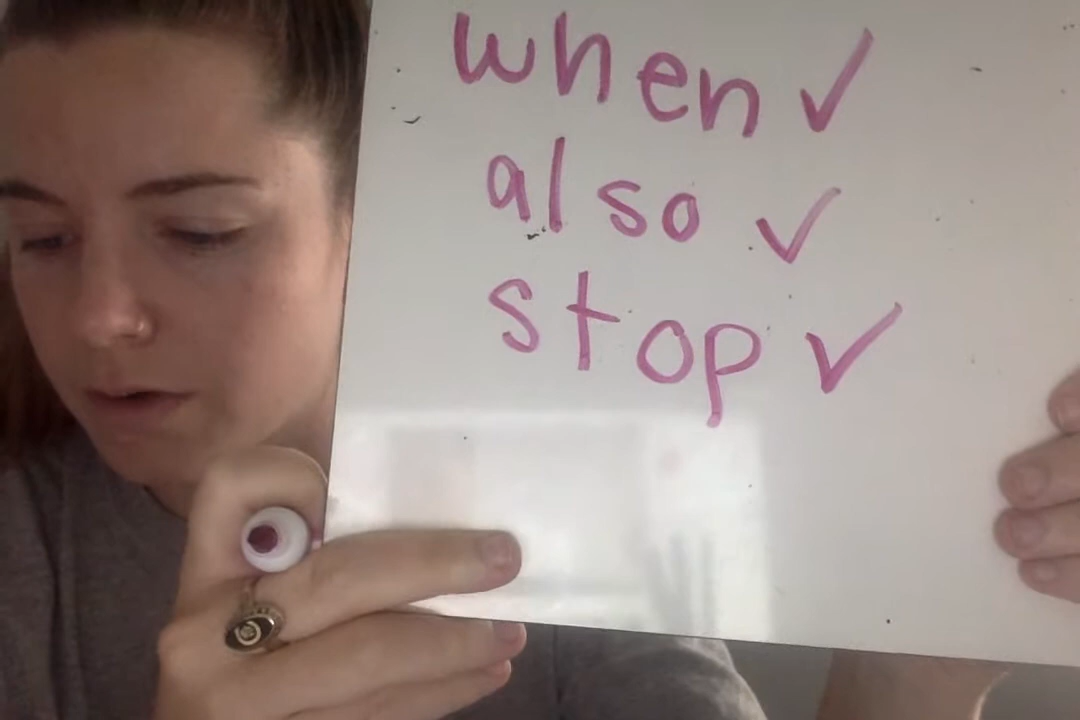 when ✓
also ✓
stop ✓